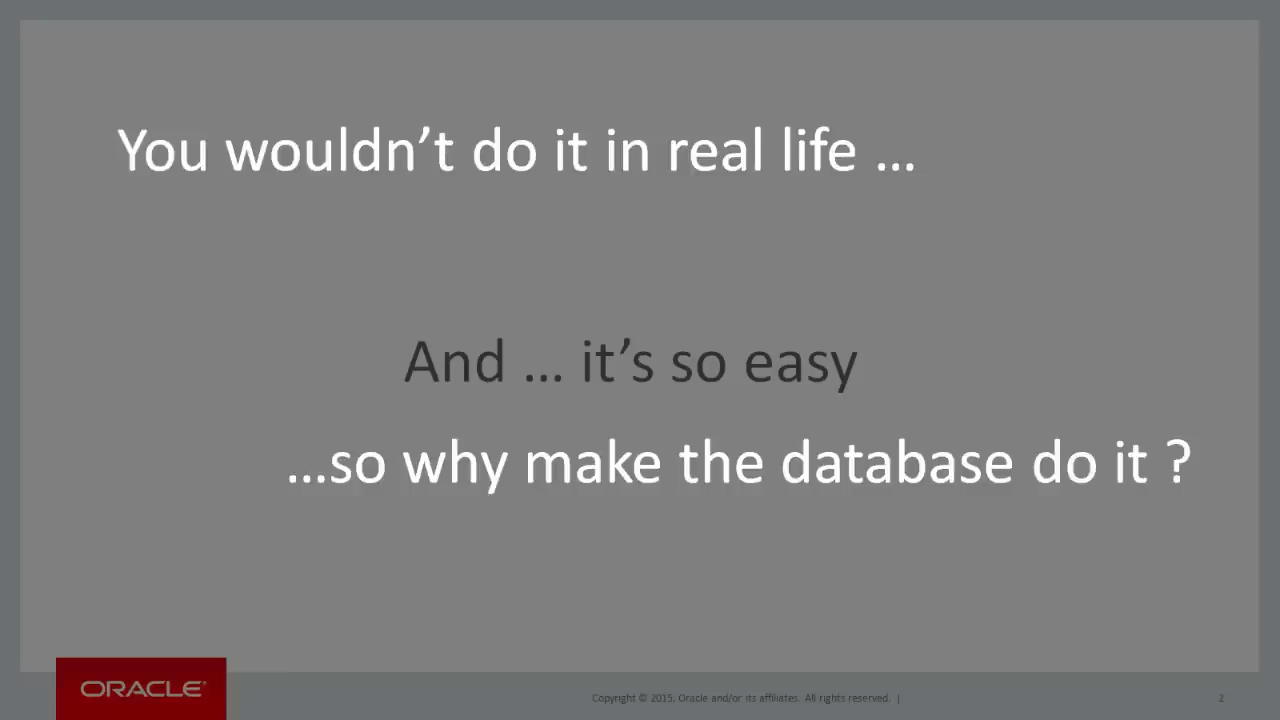 You wouldn’t do it in real life …
And … it’s so easy
…so why make the database do it ?
ORACLE®
Copyright © 2015, Oracle and/or its affiliates. All rights reserved. |
2